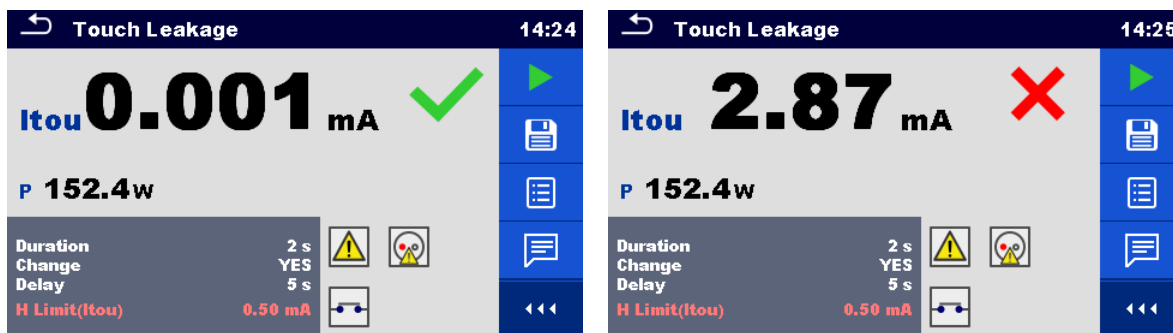 Touch Leakage 14:24
Itou 0.001 mA
P 152.4w
Duration 2 s
Change YES
Delay 5 s
H Limit(Itou) 0.50 mA
Touch Leakage 14:25
Itou 2.87 mA
P 152.4w
Duration 2 s
Change YES
Delay 5 s
H Limit(Itou) 0.50 mA